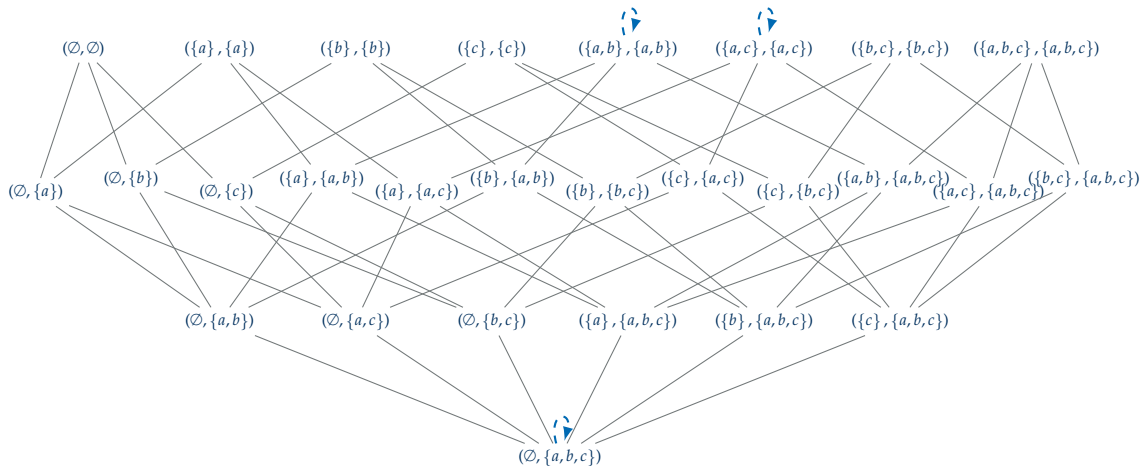 (∅,∅) ({a},{a}) ({b},{b}) ({c},{c}) ({a,b},{a,b}) ({a,c},{a,c}) ({b,c},{b,c}) ({a,b,c},{a,b,c})
(∅,{a}) (∅,{b}) (∅,{c}) ({a},{a,b}) ({a},{a,c}) ({b},{a,b}) ({b},{b,c}) ({c},{a,c}) ({c},{b,c}) ({a,b},{a,b,c}) ({a,c},{a,b,c}) ({b,c},{a,b,c})
(∅,{a,b}) (∅,{a,c}) (∅,{b,c}) ({a},{a,b,c}) ({b},{a,b,c}) ({c},{a,b,c})
(∅,{a,b,c})